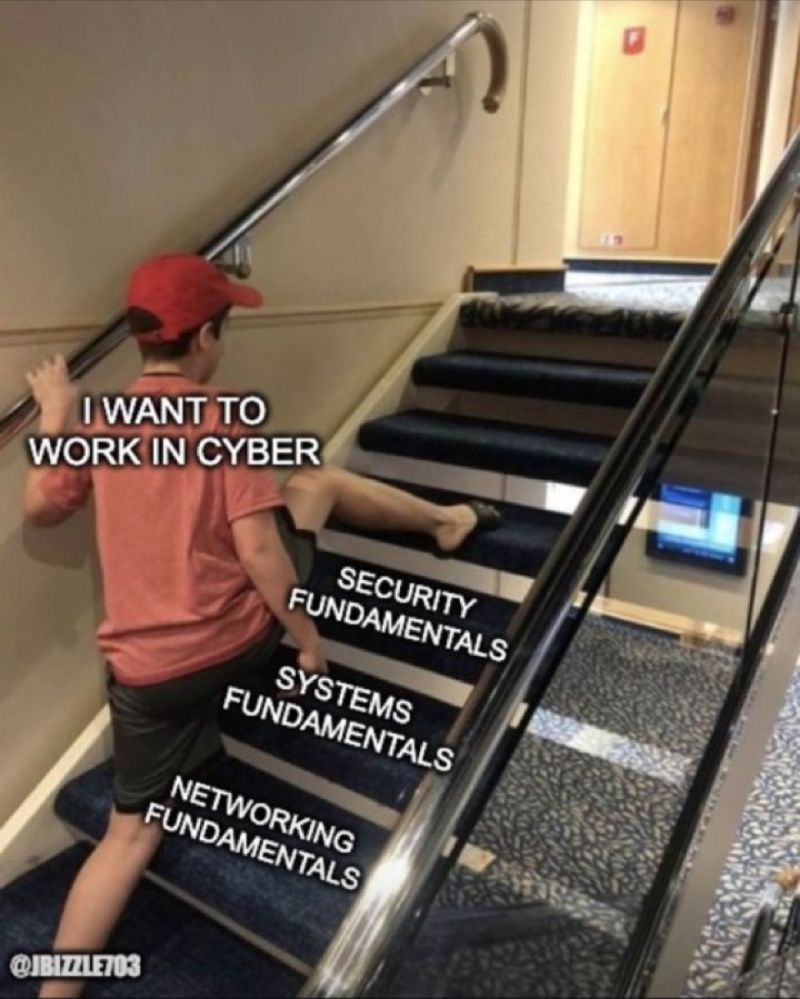 I WANT TO
WORK IN CYBER
SECURITY
FUNDAMENTALS
SYSTEMS
FUNDAMENTALS
NETWORKING
FUNDAMENTALS
@JBIZZLE703
F